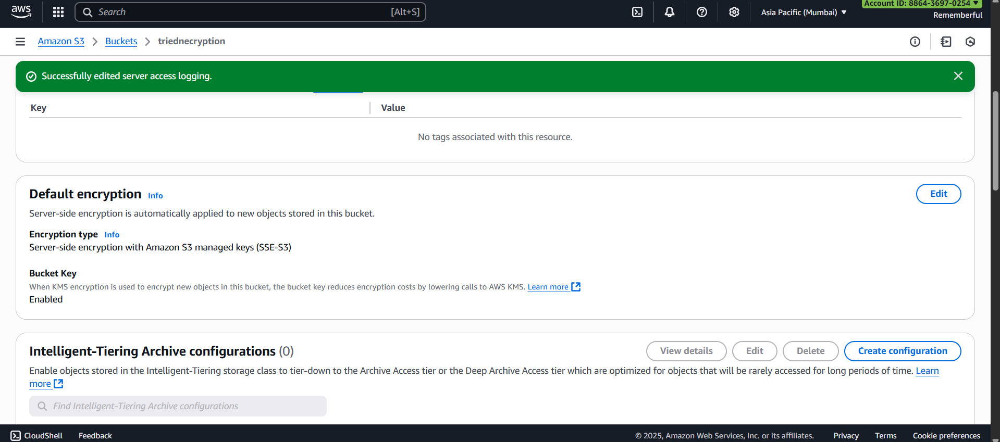 aws
Search [Alt+S]
Asia Pacific (Mumbai)
Account ID: 8864-3697-0254
Rememberful
Amazon S3
Buckets
triednecryption
Successfully edited server access logging.
Key
Value
No tags associated with this resource.
Default encryption Info
Edit
Server-side encryption is automatically applied to new objects stored in this bucket.
Encryption type Info
Server-side encryption with Amazon S3 managed keys (SSE-S3)
Bucket Key
When KMS encryption is used to encrypt new objects in this bucket, the bucket key reduces encryption costs by lowering calls to AWS KMS. Learn more
Enabled
Intelligent-Tiering Archive configurations (0)
View details
Edit
Delete
Create configuration
Enable objects stored in the Intelligent-Tiering storage class to tier-down to the Archive Access tier or the Deep Archive Access tier which are optimized for objects that will be rarely accessed for long periods of time. Learn
more
Find Intelligent-Tiering Archive configurations
CloudShell
Feedback
© 2025, Amazon Web Services, Inc. or its affiliates.
Privacy
Terms
Cookie preferences